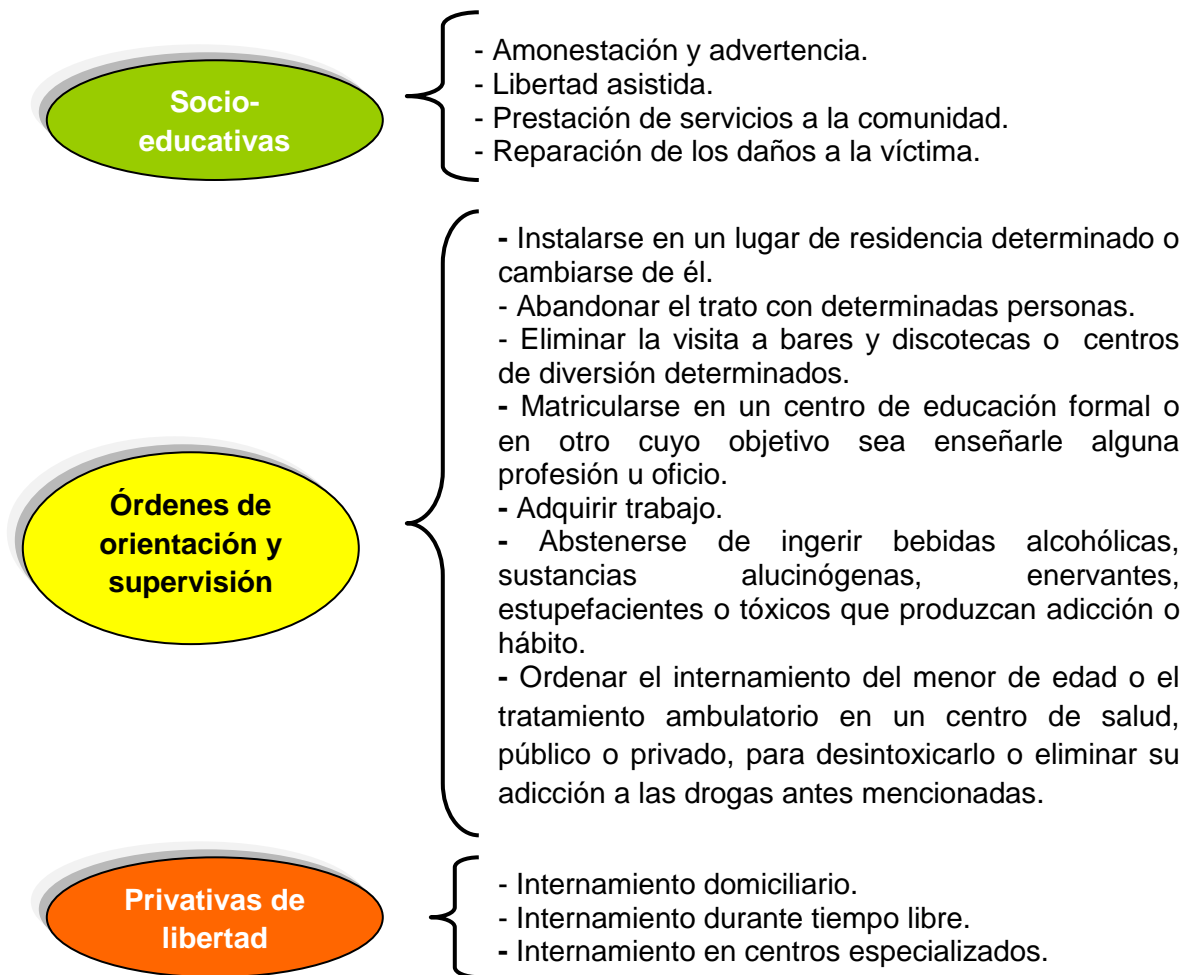 Socio-
educativas
- Amonestación y advertencia.
- Libertad asistida.
- Prestación de servicios a la comunidad.
- Reparación de los daños a la víctima.
Órdenes de
orientación y
supervisión
- Instalarse en un lugar de residencia determinado o
cambiarse de él.
- Abandonar el trato con determinadas personas.
- Eliminar la visita a bares y discotecas o centros
de diversión determinados.
- Matricularse en un centro de educación formal o
en otro cuyo objetivo sea enseñarle alguna
profesión u oficio.
- Adquirir trabajo.
- Abstenerse de ingerir bebidas alcohólicas,
sustancias alucinógenas, enervantes,
estupefacientes o tóxicos que produzcan adicción o
hábito.
- Ordenar el internamiento del menor de edad o el
tratamiento ambulatorio en un centro de salud,
público o privado, para desintoxicarlo o eliminar su
adicción a las drogas antes mencionadas.
Privativas de
libertad
- Internamiento domiciliario.
- Internamiento durante tiempo libre.
- Internamiento en centros especializados.